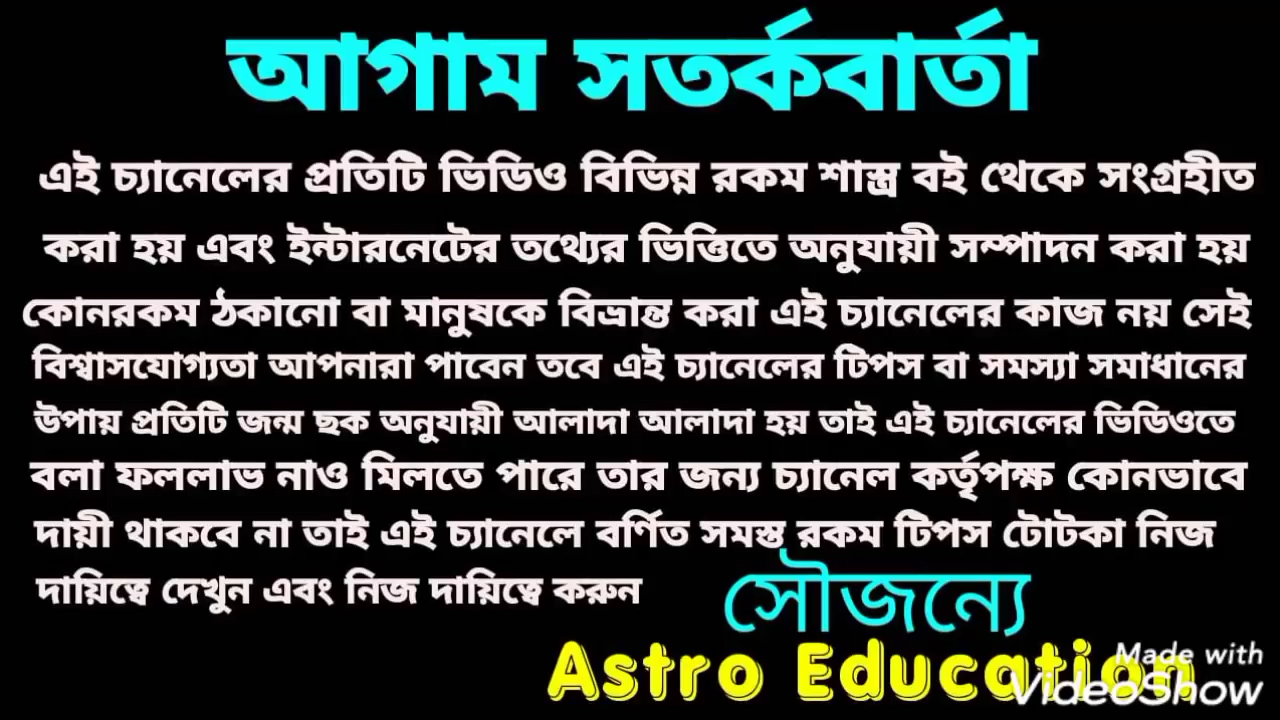 আগাম সতর্কবার্তা
এই চ্যানেলের প্রতিটি ভিডিও বিভিন্ন রকম শাস্ত্র বই থেকে সংগ্রহীত
করা হয় এবং ইন্টারনেটের তথ্যের ভিত্তিতে অনুযায়ী সম্পাদন করা হয়
কোনরকম ঠকানো বা মানুষকে বিভ্রান্ত করা এই চ্যানেলের কাজ নয় সেই
বিশ্বাসযোগ্যতা আপনারা পাবেন তবে এই চ্যানেলের টিপস বা সমস্যা সমাধানের
উপায় প্রতিটি জন্ম ছক অনুযায়ী আলাদা আলাদা হয় তাই এই চ্যানেলের ভিডিওতে
বলা ফললাভ নাও মিলতে পারে তার জন্য চ্যানেল কর্তৃপক্ষ কোনভাবে
দায়ী থাকবে না তাই এই চ্যানেলে বর্ণিত সমস্ত রকম টিপস টোটকা নিজ
দায়িত্বে দেখুন এবং নিজ দায়িত্বে করুন
সৌজন্যে
Astro Education
Made with
VideoShow